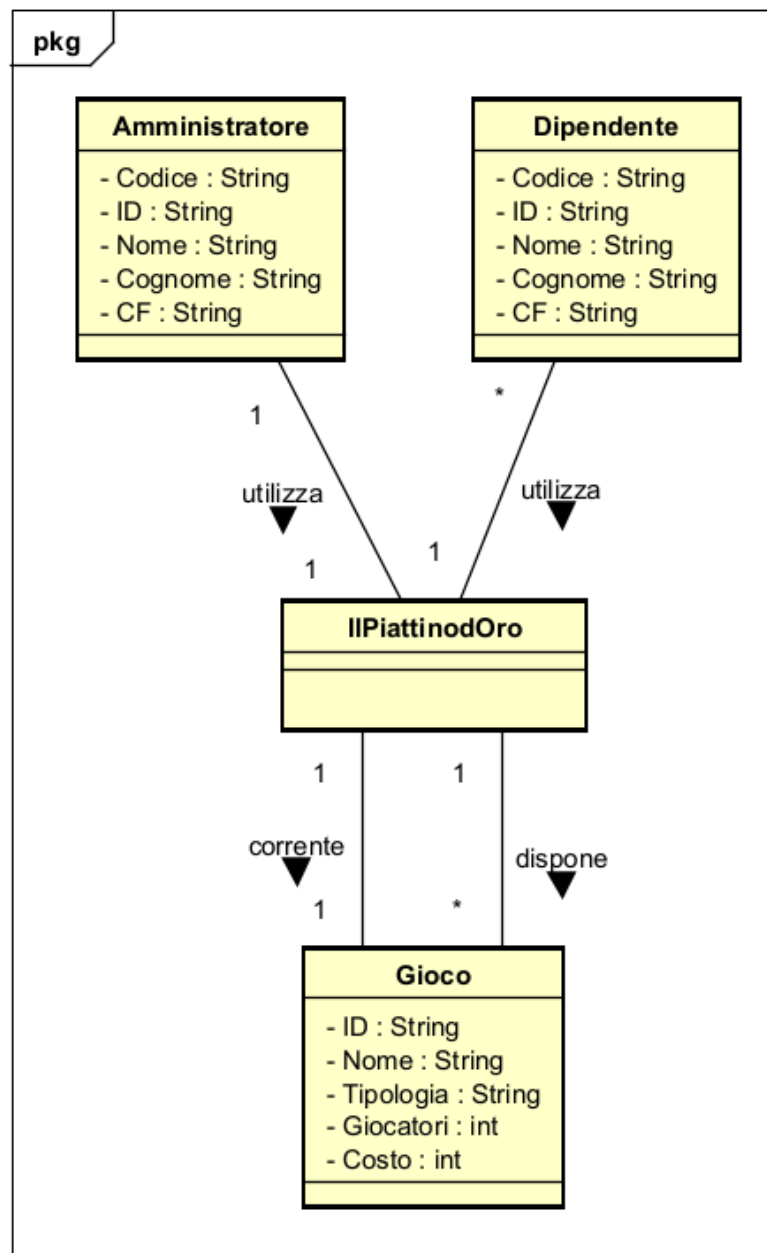 pkg
Amministratore
- Codice : String
- ID : String
- Nome : String
- Cognome : String
- CF : String
Dipendente
- Codice : String
- ID : String
- Nome : String
- Cognome : String
- CF : String
1
*
utilizza
utilizza
1
1
IlPiattinodOro
1
1
corrente
dispone
1
*
Gioco
- ID : String
- Nome : String
- Tipologia : String
- Giocatori : int
- Costo : int